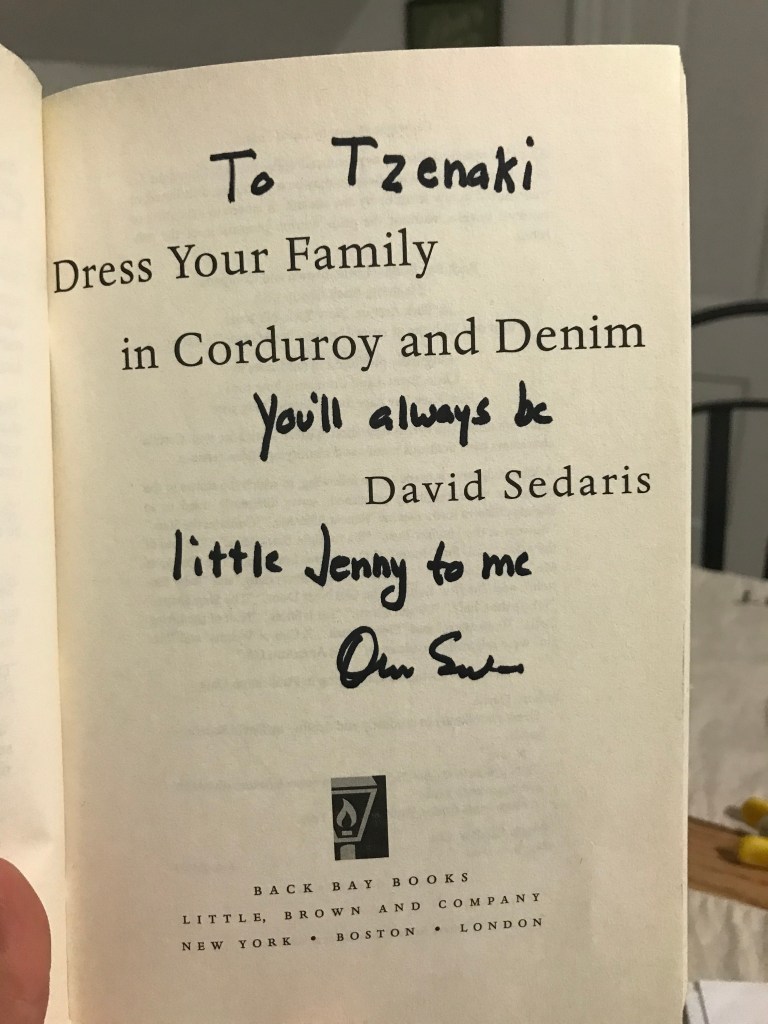 To Tzenaki
Dress Your Family
in Corduroy and Denim
You'll always be
David Sedaris
little Jenny to me
BACK BAY BOOKS
LITTLE, BROWN AND COMPANY
NEW YORK • BOSTON • LONDON